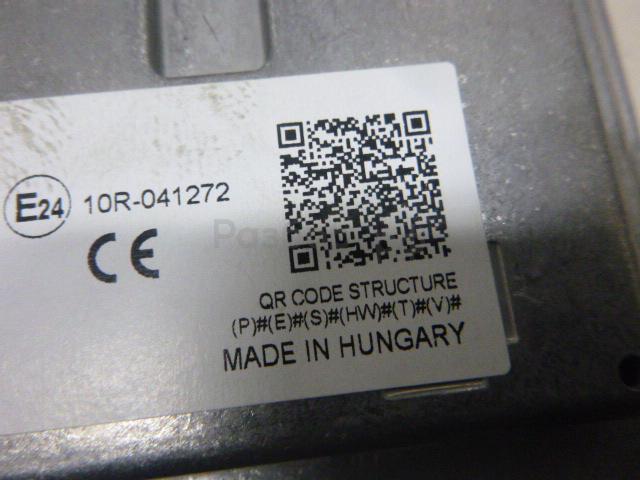 E24 10R-041272
CE
QR CODE STRUCTURE
(P)#(E)#(S)#(HW)#(T)#(V)#
MADE IN HUNGARY